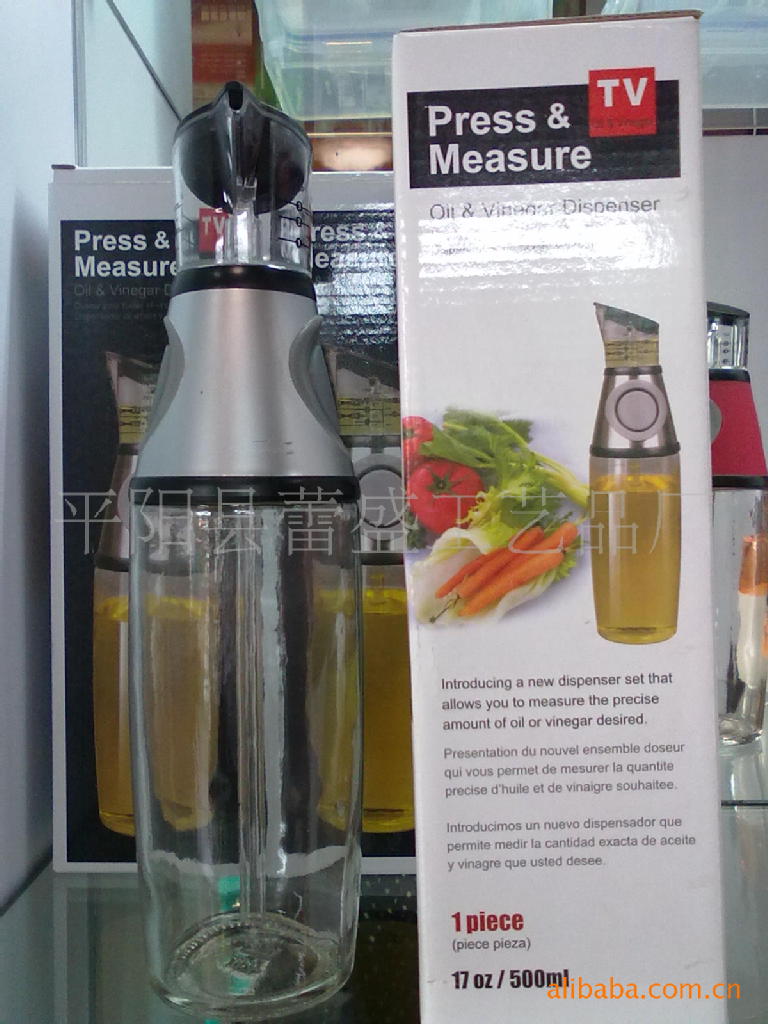 Press &
Measure
TV
Oil & Vinegar Dispenser
Press &
Measure
Oil & Vinegar
TV
Press &
平阳县蕾盛工艺品厂
Introducing a new dispenser set that
allows you to measure the precise
amount of oil or vinegar desired.
Presentation du nouvel ensemble doseur
qui vous permet de mesurer la quantite
precise d'huile et de vinaigre souhaitee.
Introducimos un nuevo dispensador que
permite medir la cantidad exacta de aceite
y vinagre que usted desee.
1 piece
(piece pieza)
17 oz / 500ml
alibaba.com.cn